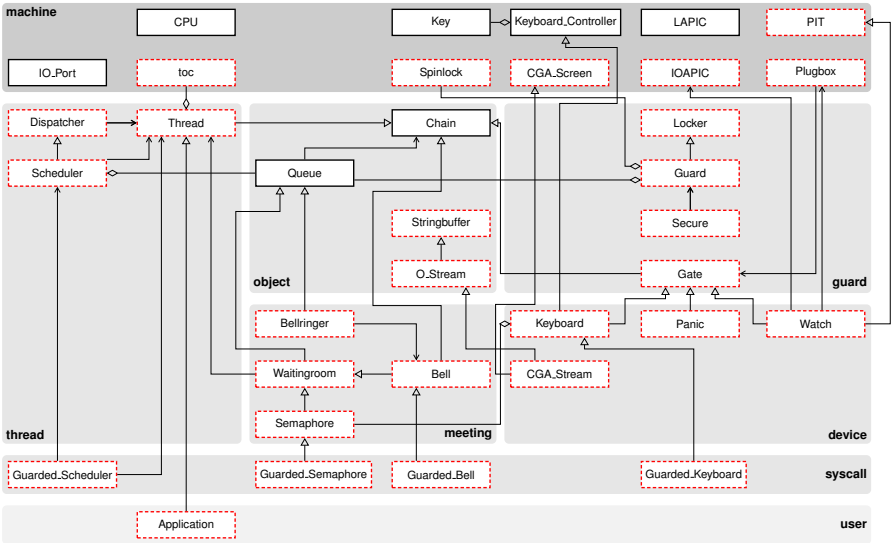 machine
CPU
Key
Keyboard_Controller
LAPIC
PIT
IO_Port
toc
Spinlock
CGA_Screen
IOAPIC
Plugbox
Dispatcher
Thread
Chain
Locker
Scheduler
Queue
Guard
Stringbuffer
Secure
O_Stream
Gate
object
guard
Bellringer
Keyboard
Panic
Watch
Waitingroom
Bell
CGA_Stream
Semaphore
thread
meeting
device
Guarded_Scheduler
Guarded_Semaphore
Guarded_Bell
Guarded_Keyboard
syscall
Application
user